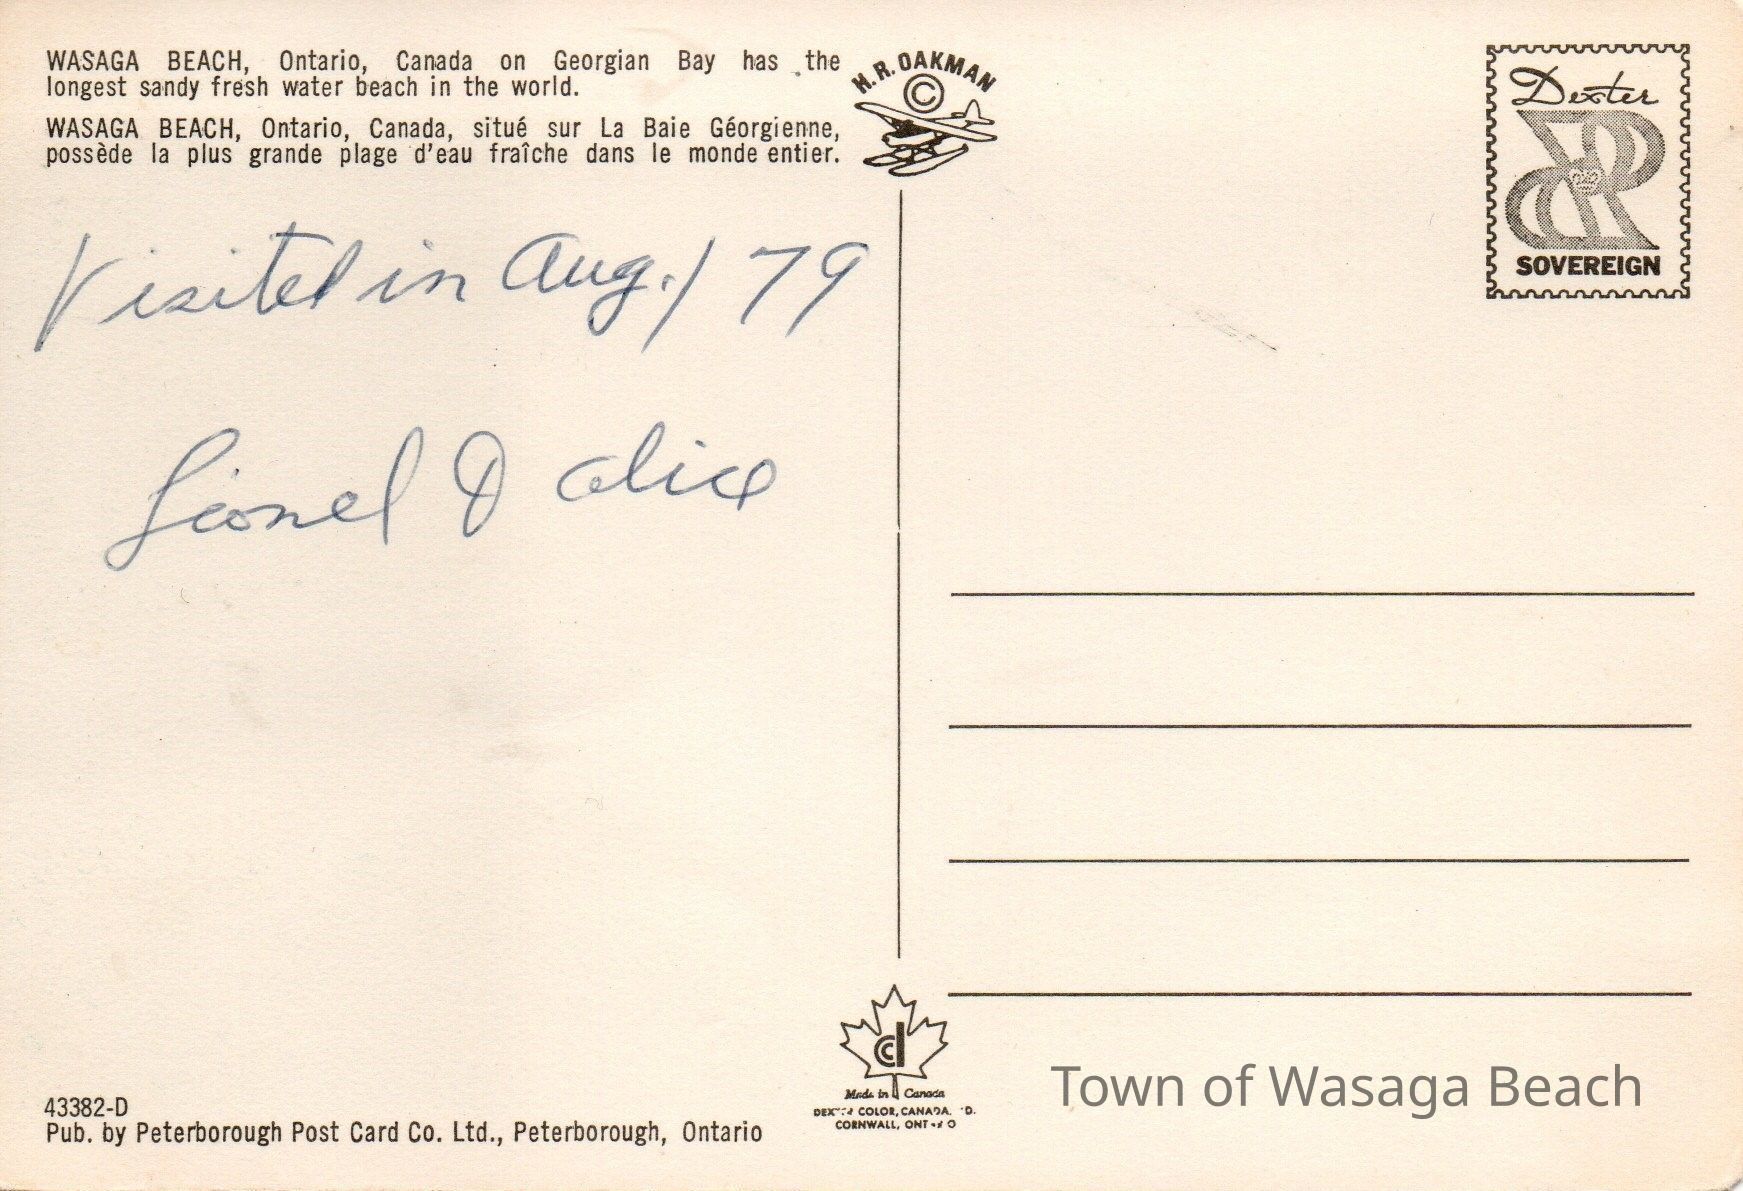 WASAGA BEACH, Ontario, Canada on Georgian Bay has the
longest sandy fresh water beach in the world.
WASAGA BEACH, Ontario, Canada, situé sur La Baie Géorgienne,
possède la plus grande plage d'eau fraîche dans le monde entier.
H.R. OAKMAN
©
Dexter
SOVEREIGN
Visited in Aug./79
Lionel & Alice
cd
Made in Canada
COLOR, CANADA,
CORNWALL,
43382-D
Pub. by Peterborough Post Card Co. Ltd., Peterborough, Ontario
Town of Wasaga Beach